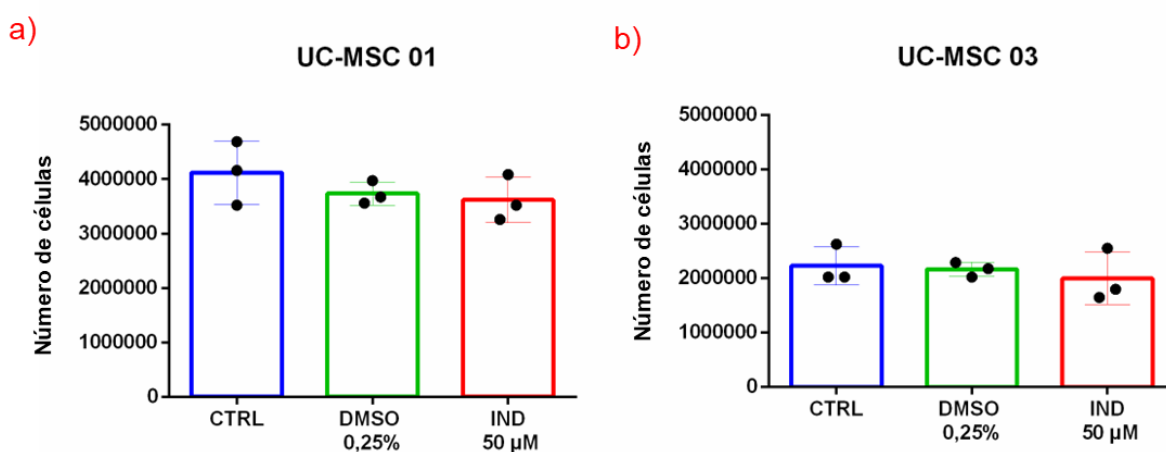 a)
UC-MSC 01
Número de células
5000000
4000000
3000000
2000000
1000000
0
CTRL
DMSO
0,25%
IND
50 µM
b)
UC-MSC 03
Número de células
5000000
4000000
3000000
2000000
1000000
0
CTRL
DMSO
0,25%
IND
50 µM